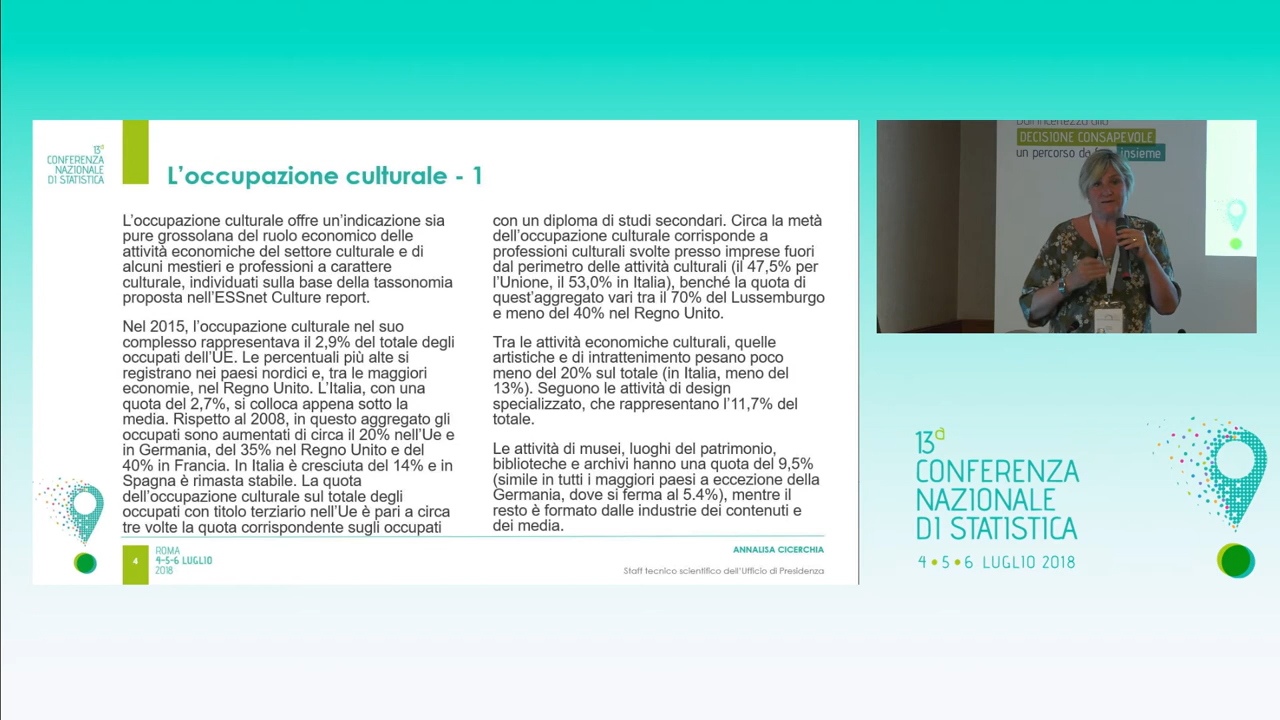 13a
CONFERENZA
NAZIONALE
DI STATISTICA
L'occupazione culturale - 1
L'occupazione culturale offre un'indicazione sia
pure grossolana del ruolo economico delle
attività economiche del settore culturale e di
alcuni mestieri e professioni a carattere
culturale, individuati sulla base della tassonomia
proposta nell'ESSnet Culture report.
Nel 2015, l'occupazione culturale nel suo
complesso rappresentava il 2,9% del totale degli
occupati dell'UE. Le percentuali più alte si
registrano nei paesi nordici e, tra le maggiori
economie, nel Regno Unito. L'Italia, con una
quota del 2,7%, si colloca appena sotto la
media. Rispetto al 2008, in questo aggregato gli
occupati sono aumentati di circa il 20% nell'Ue e
in Germania, del 35% nel Regno Unito e del
40% in Francia. In Italia è cresciuta del 14% e in
Spagna è rimasta stabile. La quota
dell'occupazione culturale sul totale degli
occupati con titolo terziario nell'Ue è pari a circa
tre volte la quota corrispondente sugli occupati
con un diploma di studi secondari. Circa la metà
dell'occupazione culturale corrisponde a
professioni culturali svolte presso imprese fuori
dal perimetro delle attività culturali (il 47,5% per
l'Unione, il 53,0% in Italia), benché la quota di
quest'aggregato vari tra il 70% del Lussemburgo
e meno del 40% nel Regno Unito.
Tra le attività economiche culturali, quelle
artistiche e di intrattenimento pesano poco
meno del 20% sul totale (in Italia, meno del
13%). Seguono le attività di design
specializzato, che rappresentano l'11,7% del
totale.
Le attività di musei, luoghi del patrimonio,
biblioteche e archivi hanno una quota del 9,5%
(simile in tutti i maggiori paesi a eccezione della
Germania, dove si ferma al 5.4%), mentre il
resto è formato dalle industrie dei contenuti e
dei media.
4
ROMA
4-5-6 LUGLIO
2018
ANNALISA CICERCHIA
Staff tecnico scientifico dell'Ufficio di Presidenza
DECISIONE CONSAPEVOLE
un percorso da insieme
13a
CONFERENZA
NAZIONALE
DI STATISTICA
4 • 5 • 6 LUGLIO 2018